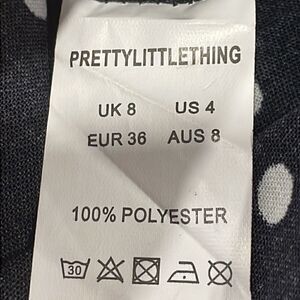 PRETTYLITTLETHING
UK 8 US 4
EUR 36 AUS 8
100% POLYESTER
30